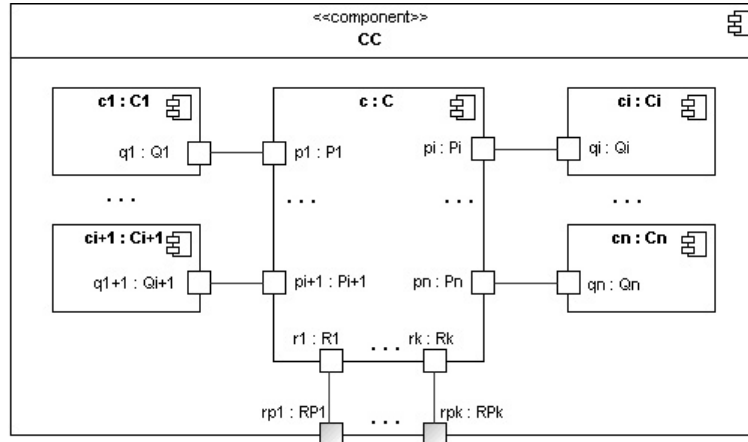 <<component>>
CC
c1 : C1
c : C
ci : Ci
q1 : Q1
p1 : P1
pi : Pi
qi : Qi
. . .
. . .
. . .
. . .
ci+1 : Ci+1
cn : Cn
q1+1 : Qi+1
pi+1 : Pi+1
pn : Pn
qn : Qn
r1 : R1
. . .
rk : Rk
rp1 : RP1
. . .
rpk : RPk